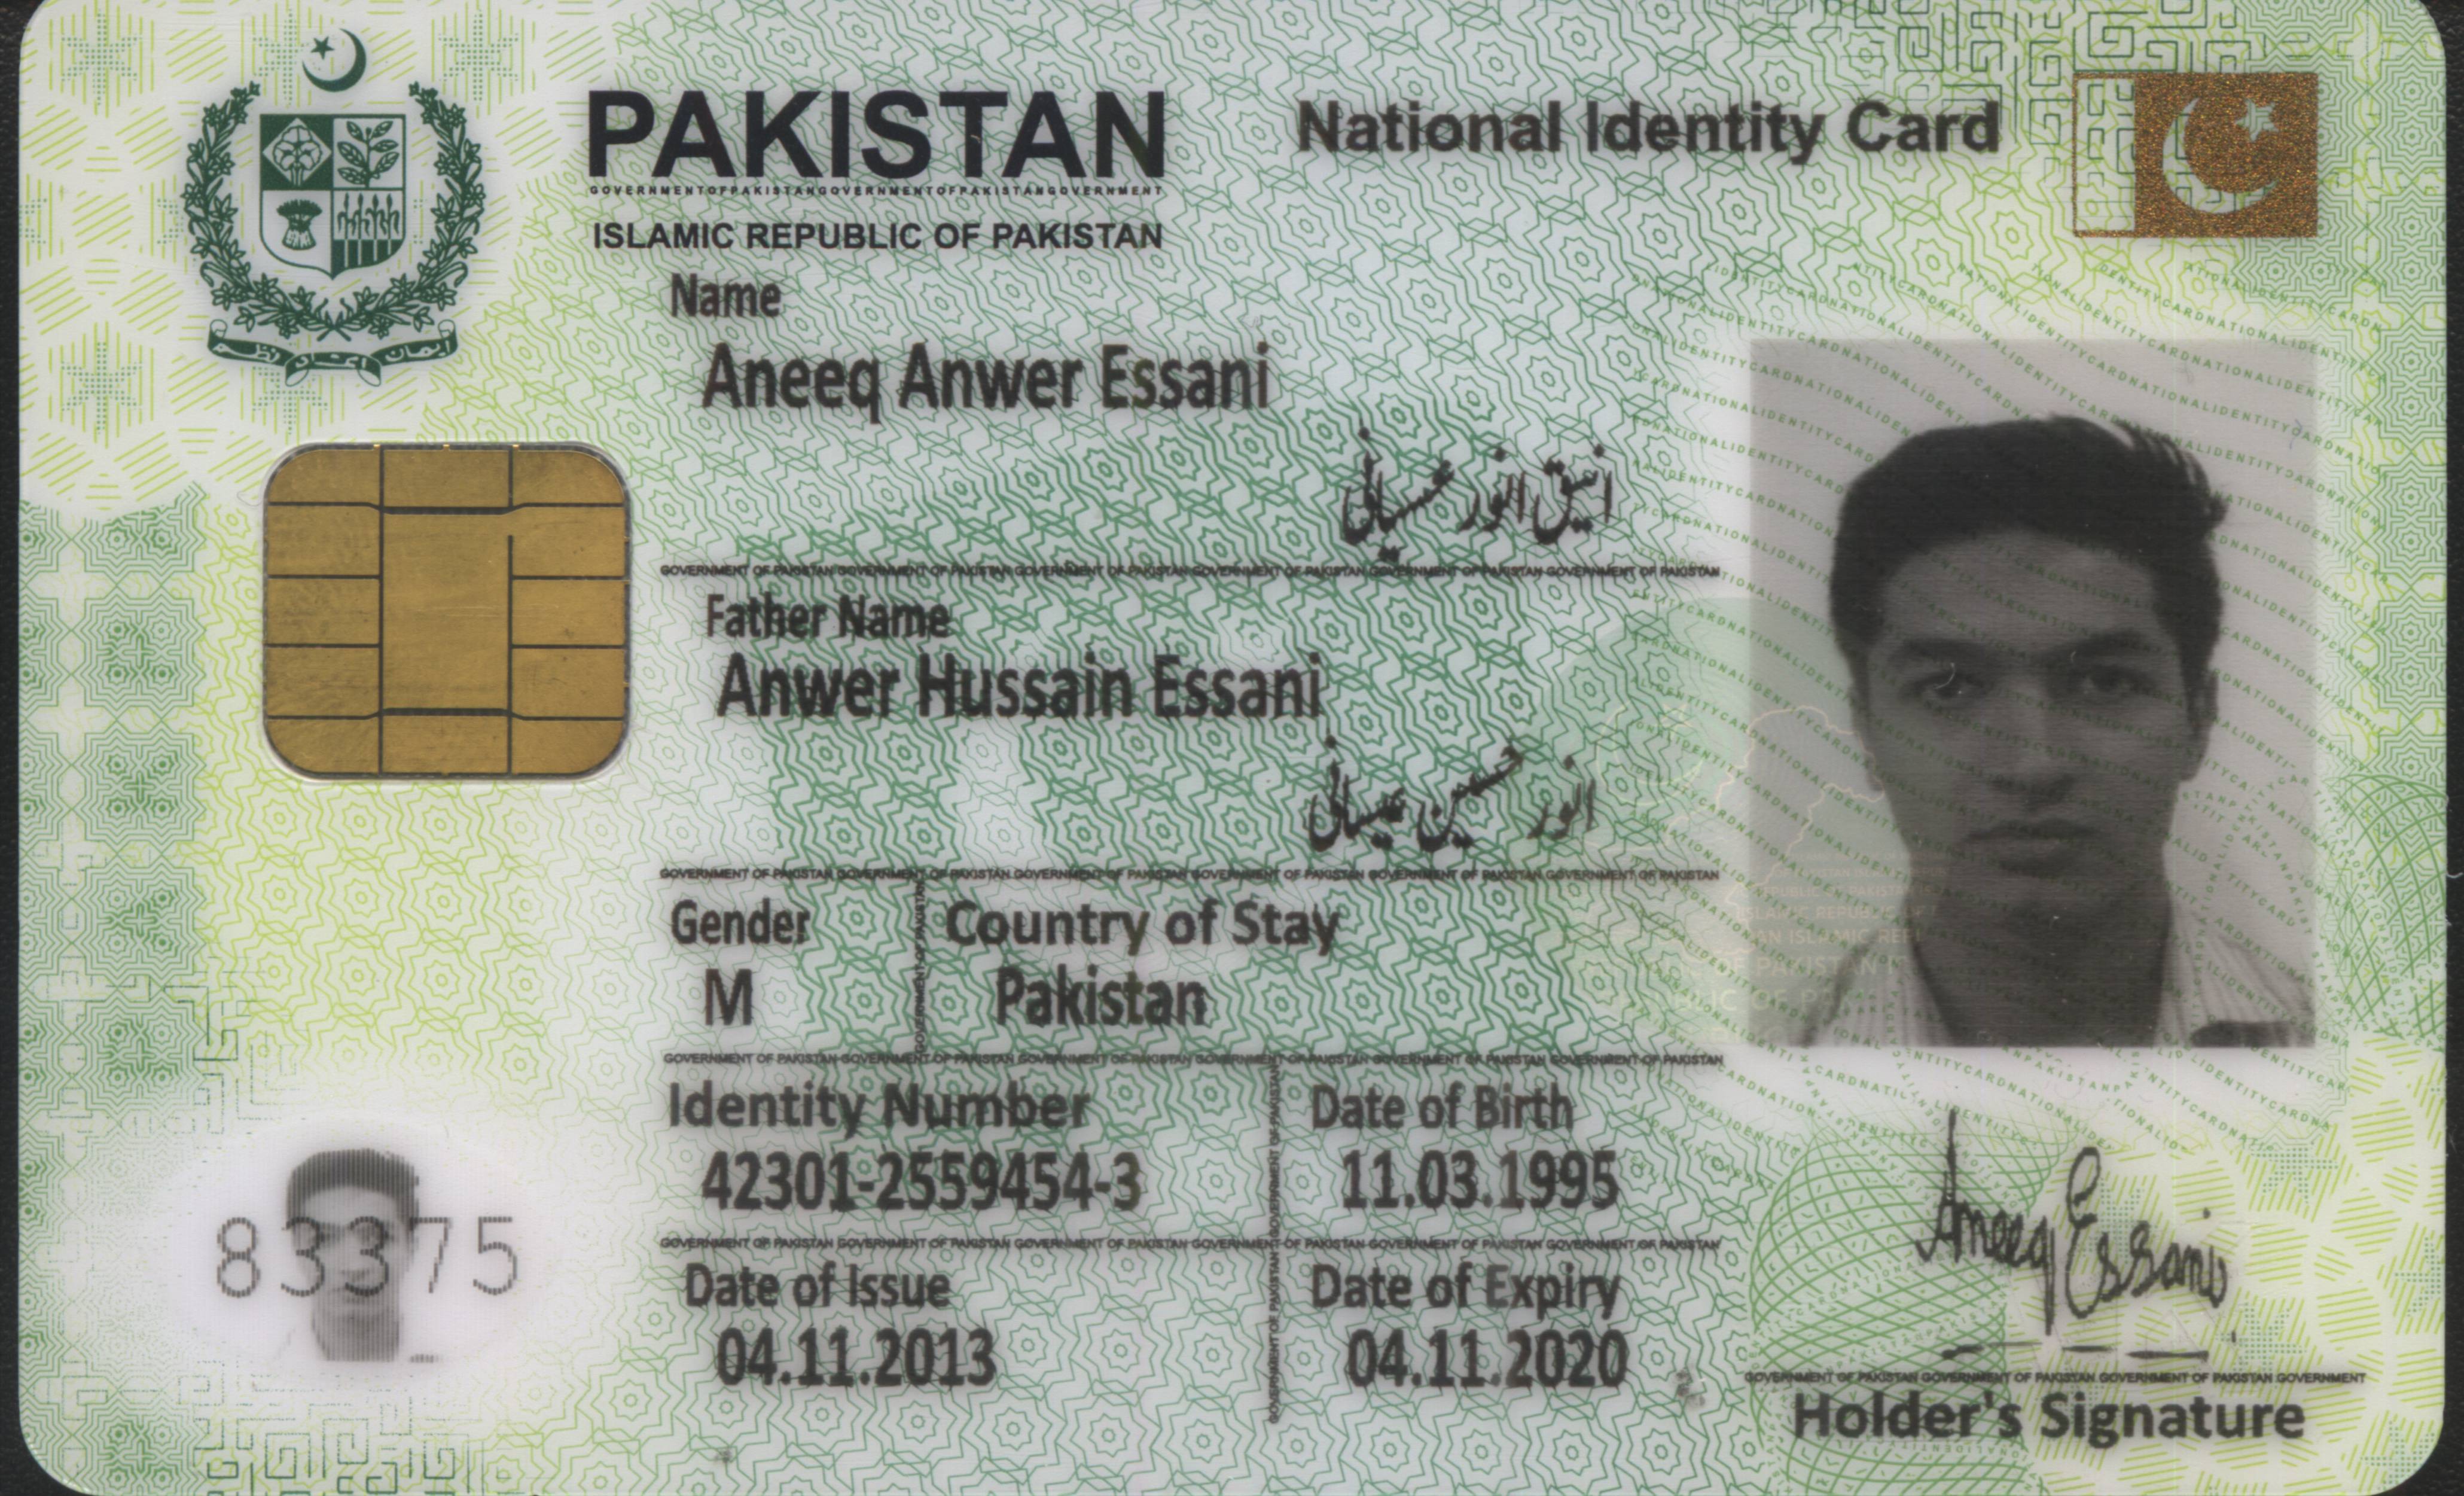 PAKISTAN
National Identity Card
GOVERNMENTOFPAKISTANGOVERNMENTOFPAKISTANGOVERNMENT
ISLAMIC REPUBLIC OF PAKISTAN
Name
Aneeq Anwer Essani
انیق انور عیسانی
GOVERNMENT OF PAKISTAN GOVERNMENT OF PAKISTAN GOVERNMENT OF PAKISTAN GOVERNMENT OF PAKISTAN GOVERNMENT OF PAKISTAN GOVERNMENT OF PAKISTAN
Father Name
Anwer Hussain Essani
انور حسین عیسانی
GOVERNMENT OF PAKISTAN GOVERNMENT OF PAKISTAN GOVERNMENT OF PAKISTAN GOVERNMENT OF PAKISTAN GOVERNMENT OF PAKISTAN GOVERNMENT OF PAKISTAN
Gender Country of Stay
M Pakistan
GOVERNMENT OF PAKISTAN GOVERNMENT OF PAKISTAN GOVERNMENT OF PAKISTAN GOVERNMENT OF PAKISTAN GOVERNMENT OF PAKISTAN GOVERNMENT OF PAKISTAN
Identity Number Date of Birth
42301-2559454-3 11.03.1995
GOVERNMENT OF PAKISTAN GOVERNMENT OF PAKISTAN GOVERNMENT OF PAKISTAN GOVERNMENT OF PAKISTAN GOVERNMENT OF PAKISTAN GOVERNMENT OF PAKISTAN
Date of Issue Date of Expiry
04.11.2013 04.11.2020
83375
Aneeq Essani
GOVERNMENT OF PAKISTAN GOVERNMENT OF PAKISTAN GOVERNMENT OF PAKISTAN GOVERNMENT
Holder's Signature